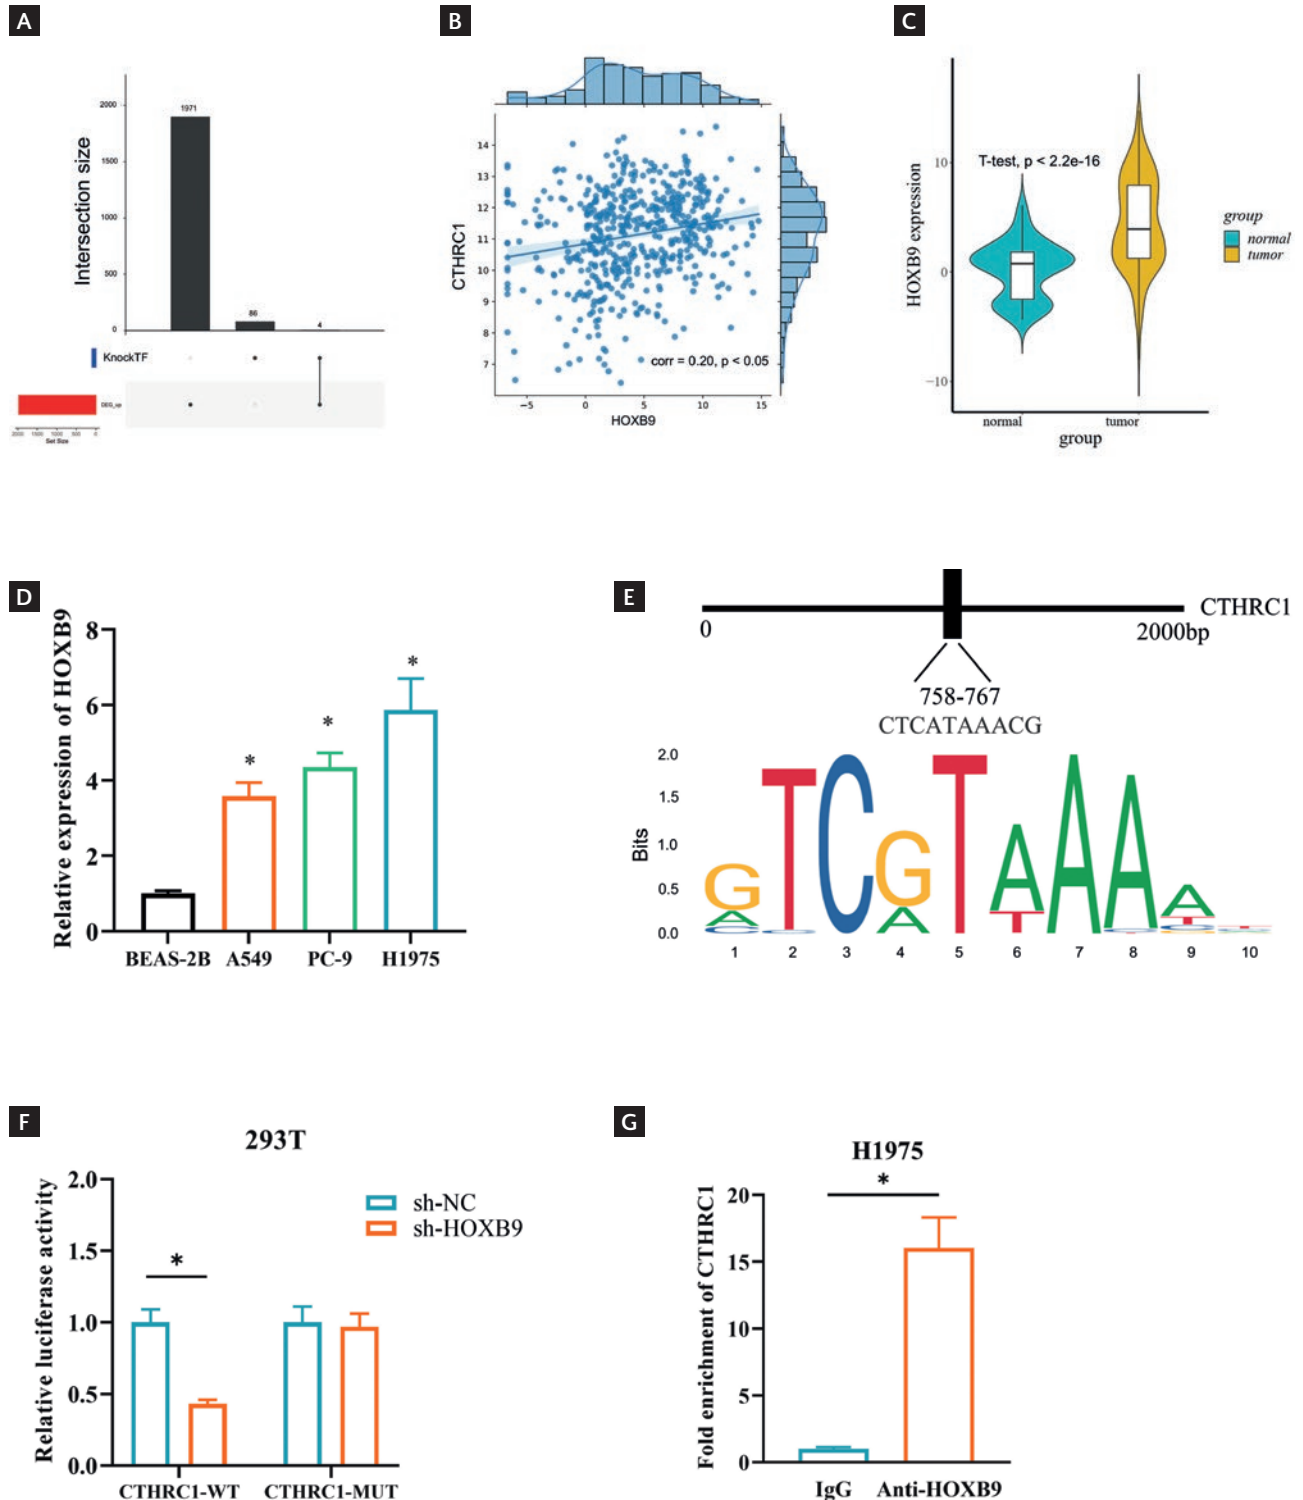 A
Intersection size
2000
1500
1000
500
0
1971
86
4
KnockTF
DEG_up
2000 1500 1000 500 0
Set Size
B
CTHRC1
14
13
12
11
10
9
8
7
corr = 0.20, p < 0.05
−5 0 5 10 15
HOXB9
C
HOXB9 expression
10
0
−10
T-test, p < 2.2e-16
normal tumor
group
group
normal
tumor
D
Relative expression of HOXB9
8
6
4
2
0
* * *
BEAS-2B A549 PC-9 H1975
E
CTHRC1
0 2000bp
758-767
CTCATAAACG
Bits
2.0
1.5
1.0
0.5
0.0
G T C G T A A A A
A A T T
C C C C
1 2 3 4 5 6 7 8 9 10
F
293T
Relative luciferase activity
2.0
1.5
1.0
0.5
0.0
*
sh-NC
sh-HOXB9
CTHRC1-WT CTHRC1-MUT
G
H1975
*
Fold enrichment of CTHRC1
20
15
10
5
0
IgG Anti-HOXB9